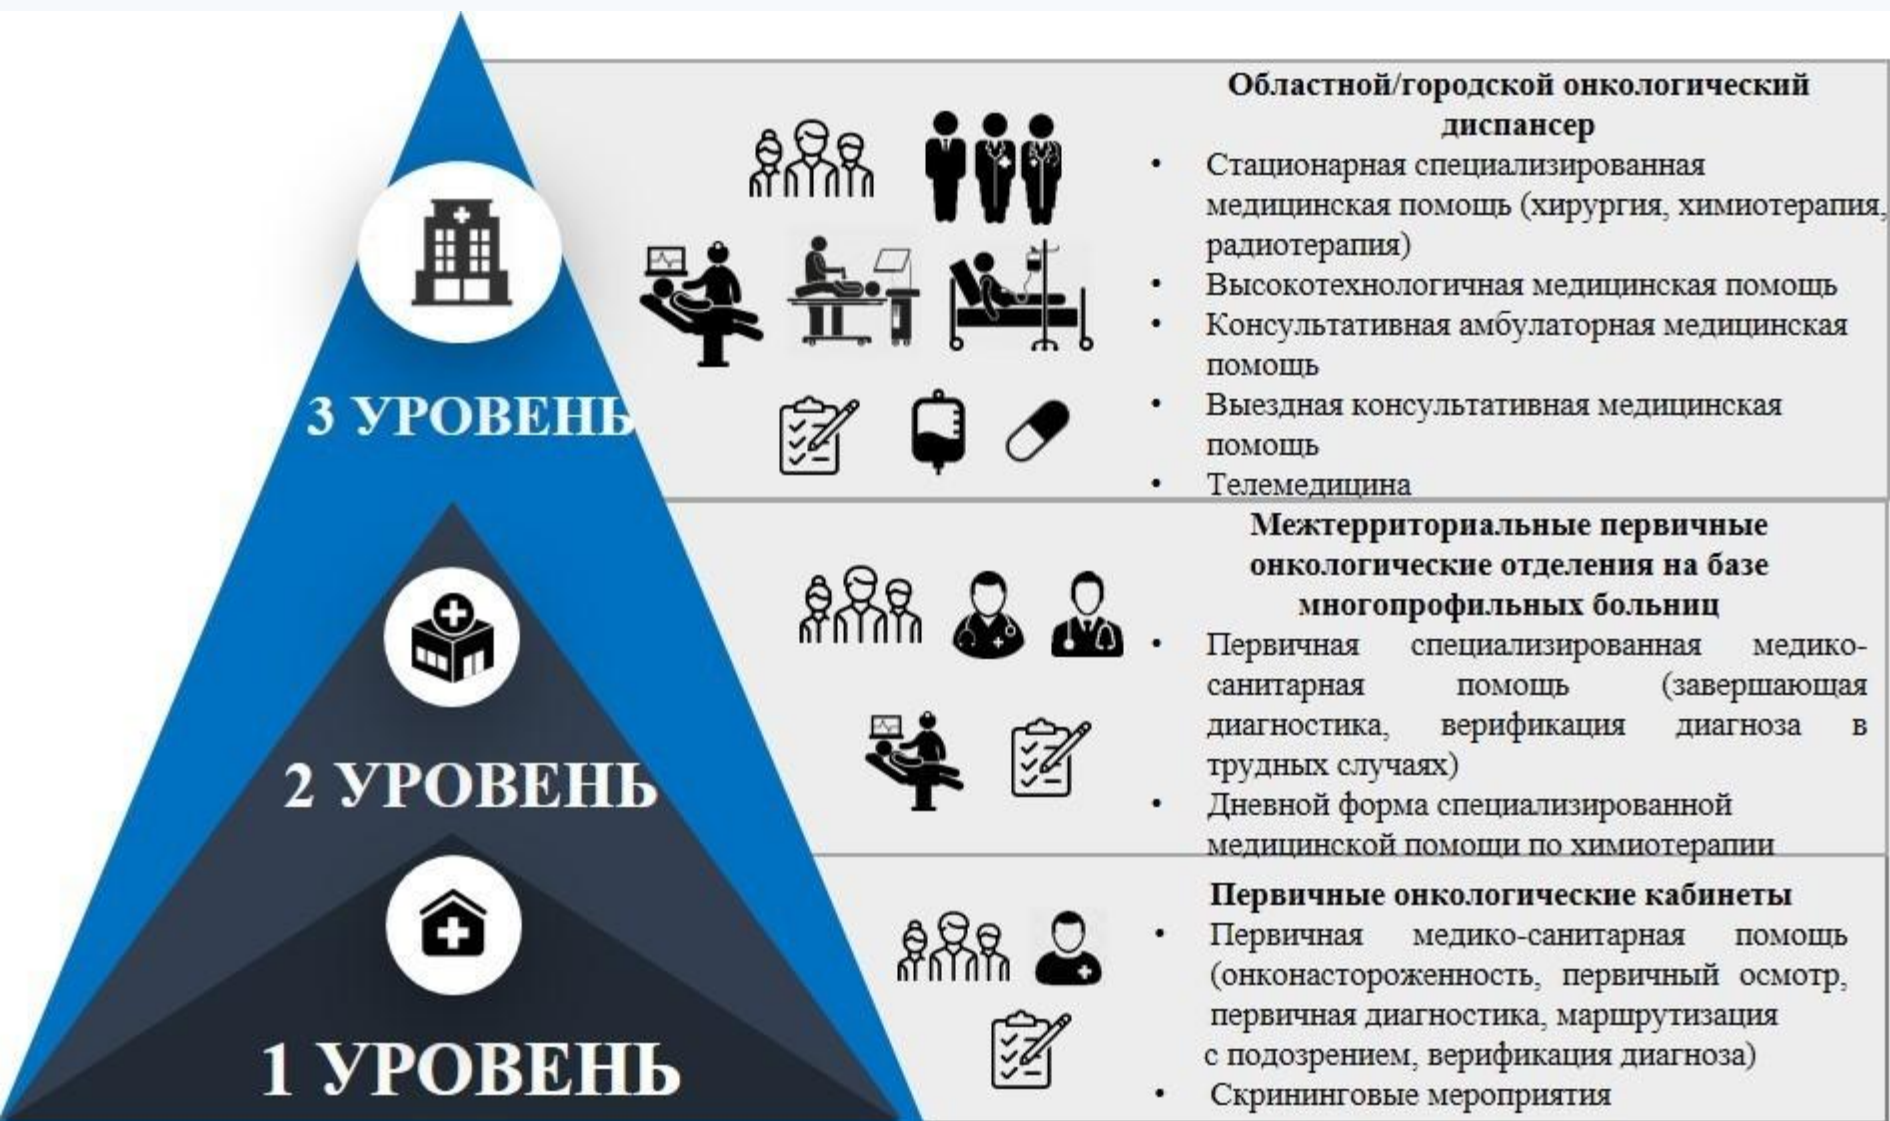 Областной/городской онкологический
диспансер
• Стационарная специализированная
медицинская помощь (хирургия, химиотерапия,
радиотерапия)
• Высокотехнологичная медицинская помощь
• Консультативная амбулаторная медицинская
помощь
• Выездная консультативная медицинская
помощь
• Телемедицина
3 УРОВЕНЬ
Межтерриториальные первичные
онкологические отделения на базе
многопрофильных больниц
• Первичная специализированная медико-
санитарная помощь (завершающая
диагностика, верификация диагноза в
трудных случаях)
• Дневной форма специализированной
медицинской помощи по химиотерапии
2 УРОВЕНЬ
Первичные онкологические кабинеты
• Первичная медико-санитарная помощь
(онконастороженность, первичный осмотр,
первичная диагностика, маршрутизация
с подозрением, верификация диагноза)
• Скрининговые мероприятия
1 УРОВЕНЬ